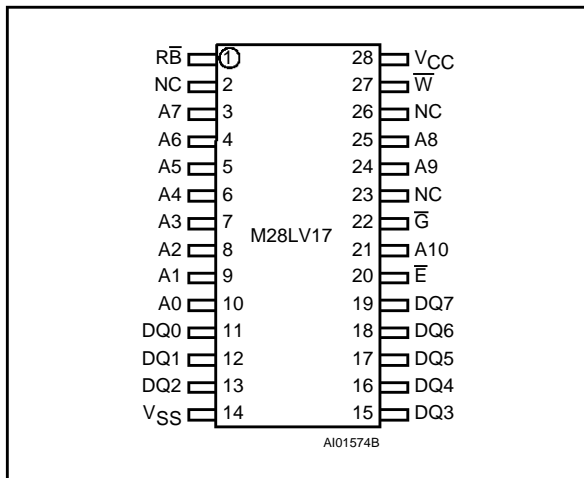 RB̅ 1 28 VCC
NC 2 27 W̅
A7 3 26 NC
A6 4 25 A8
A5 5 24 A9
A4 6 23 NC
A3 7 22 G̅
M28LV17
A2 8 21 A10
A1 9 20 E̅
A0 10 19 DQ7
DQ0 11 18 DQ6
DQ1 12 17 DQ5
DQ2 13 16 DQ4
VSS 14 15 DQ3
AI01574B